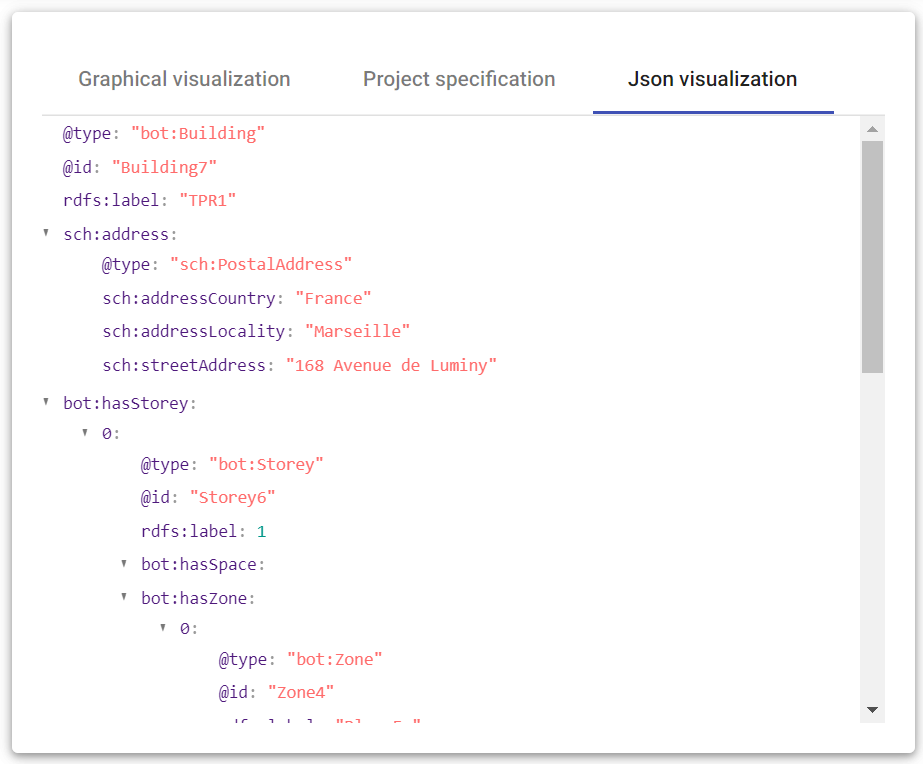 Graphical visualization Project specification Json visualization
@type: "bot:Building"
@id: "Building7"
rdfs:label: "TPR1"
sch:address:
@type: "sch:PostalAddress"
sch:addressCountry: "France"
sch:addressLocality: "Marseille"
sch:streetAddress: "168 Avenue de Luminy"
bot:hasStorey:
0:
@type: "bot:Storey"
@id: "Storey6"
rdfs:label: 1
bot:hasSpace:
bot:hasZone:
0:
@type: "bot:Zone"
@id: "Zone4"